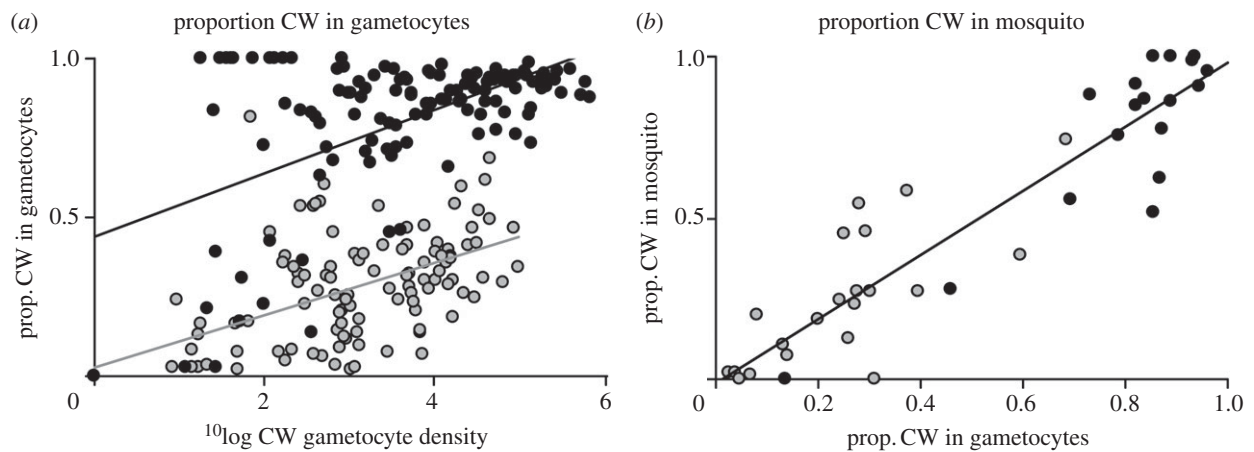 (a) proportion CW in gametocytes
1.0
0.5
0
2
4
6
prop. CW in gametocytes
¹⁰log CW gametocyte density
(b) proportion CW in mosquito
1.0
0.5
0
0.2
0.4
0.6
0.8
1.0
prop. CW in mosquito
prop. CW in gametocytes